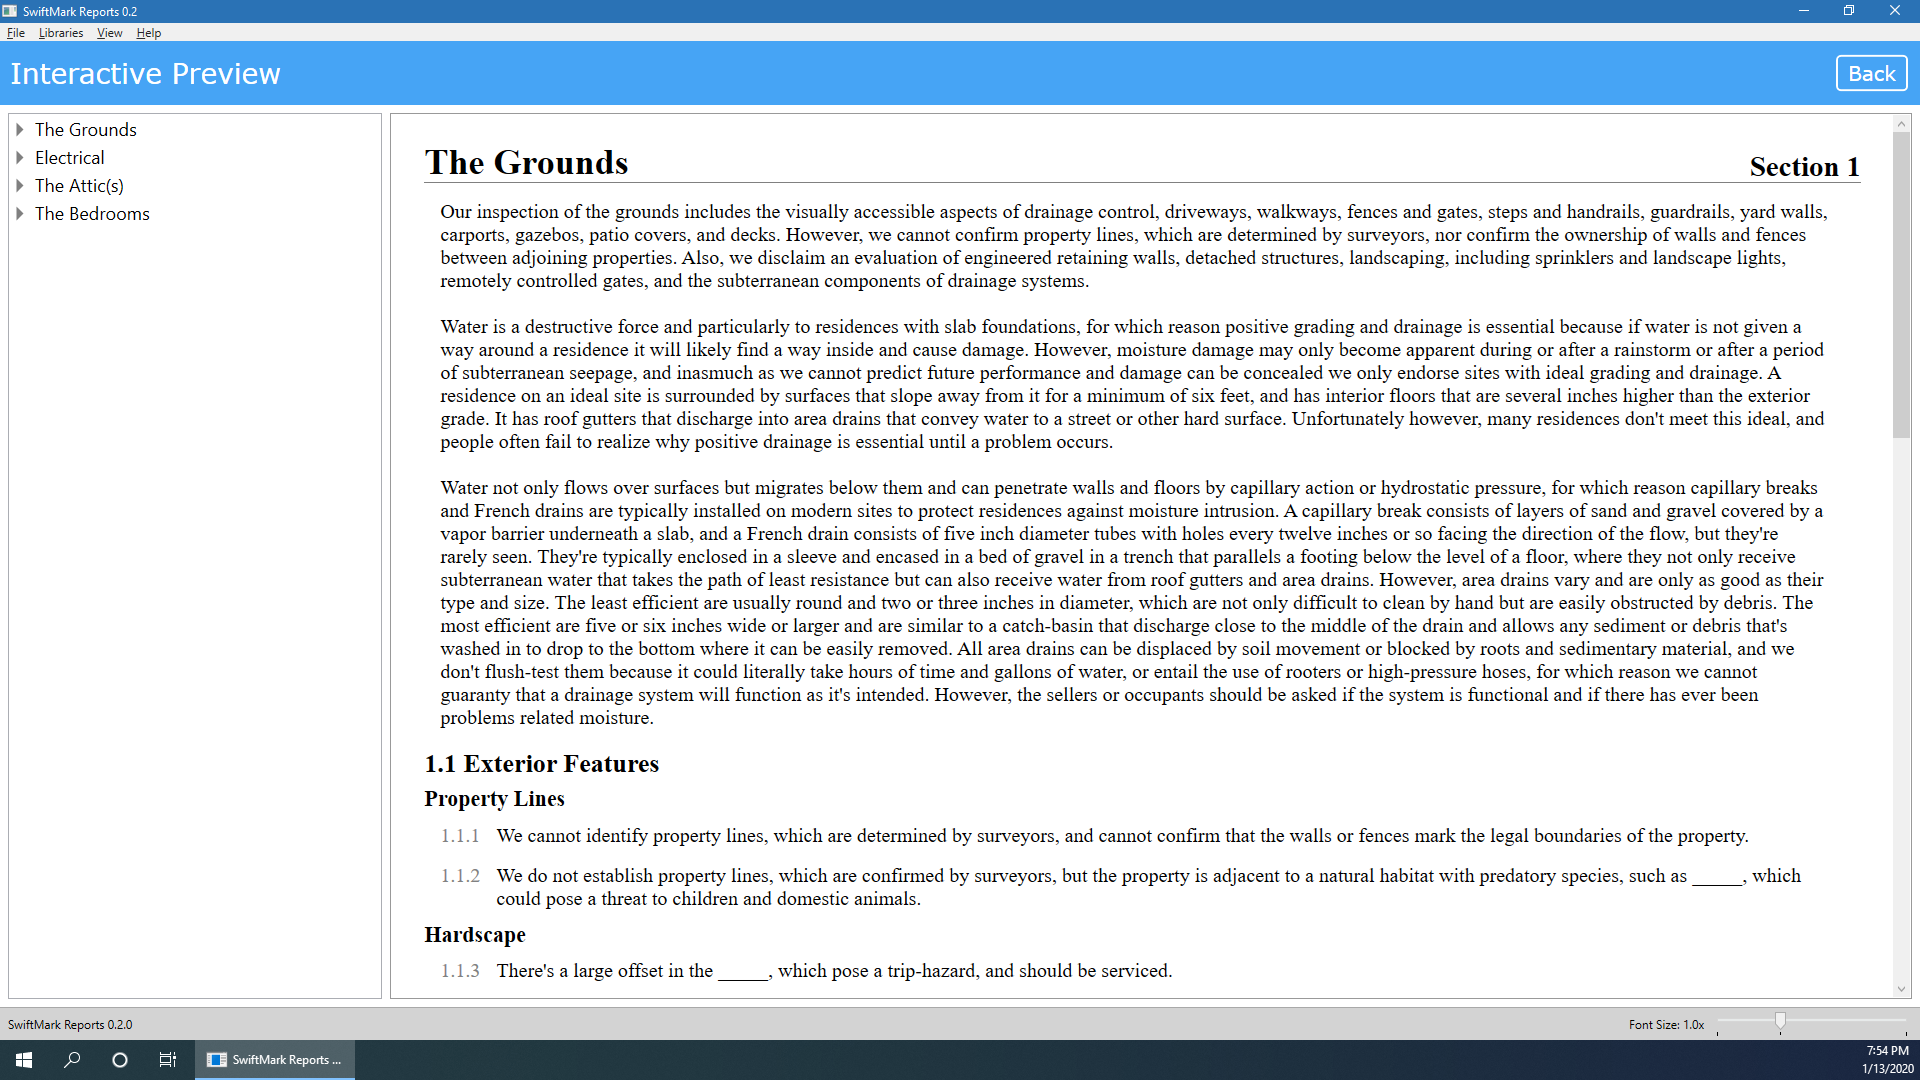 SwiftMark Reports 0.2
File Libraries View Help
Interactive Preview
Back
The Grounds
Electrical
The Attic(s)
The Bedrooms
The Grounds
Section 1
Our inspection of the grounds includes the visually accessible aspects of drainage control, driveways, walkways, fences and gates, steps and handrails, guardrails, yard walls,
carports, gazebos, patio covers, and decks. However, we cannot confirm property lines, which are determined by surveyors, nor confirm the ownership of walls and fences
between adjoining properties. Also, we disclaim an evaluation of engineered retaining walls, detached structures, landscaping, including sprinklers and landscape lights,
remotely controlled gates, and the subterranean components of drainage systems.
Water is a destructive force and particularly to residences with slab foundations, for which reason positive grading and drainage is essential because if water is not given a
way around a residence it will likely find a way inside and cause damage. However, moisture damage may only become apparent during or after a rainstorm or after a period
of subterranean seepage, and inasmuch as we cannot predict future performance and damage can be concealed we only endorse sites with ideal grading and drainage. A
residence on an ideal site is surrounded by surfaces that slope away from it for a minimum of six feet, and has interior floors that are several inches higher than the exterior
grade. It has roof gutters that discharge into area drains that convey water to a street or other hard surface. Unfortunately however, many residences don't meet this ideal, and
people often fail to realize why positive drainage is essential until a problem occurs.
Water not only flows over surfaces but migrates below them and can penetrate walls and floors by capillary action or hydrostatic pressure, for which reason capillary breaks
and French drains are typically installed on modern sites to protect residences against moisture intrusion. A capillary break consists of layers of sand and gravel covered by a
vapor barrier underneath a slab, and a French drain consists of five inch diameter tubes with holes every twelve inches or so facing the direction of the flow, but they're
rarely seen. They're typically enclosed in a sleeve and encased in a bed of gravel in a trench that parallels a footing below the level of a floor, where they not only receive
subterranean water that takes the path of least resistance but can also receive water from roof gutters and area drains. However, area drains vary and are only as good as their
type and size. The least efficient are usually round and two or three inches in diameter, which are not only difficult to clean by hand but are easily obstructed by debris. The
most efficient are five or six inches wide or larger and are similar to a catch-basin that discharge close to the middle of the drain and allows any sediment or debris that's
washed in to drop to the bottom where it can be easily removed. All area drains can be displaced by soil movement or blocked by roots and sedimentary material, and we
don't flush-test them because it could literally take hours of time and gallons of water, or entail the use of rooters or high-pressure hoses, for which reason we cannot
guaranty that a drainage system will function as it's intended. However, the sellers or occupants should be asked if the system is functional and if there has ever been
problems related moisture.
1.1 Exterior Features
Property Lines
1.1.1 We cannot identify property lines, which are determined by surveyors, and cannot confirm that the walls or fences mark the legal boundaries of the property.
1.1.2 We do not establish property lines, which are confirmed by surveyors, but the property is adjacent to a natural habitat with predatory species, such as _____, which
could pose a threat to children and domestic animals.
Hardscape
1.1.3 There's a large offset in the _____, which pose a trip-hazard, and should be serviced.
SwiftMark Reports 0.2.0
Font Size: 1.0x
SwiftMark Reports ...
7:54 PM
1/13/2020